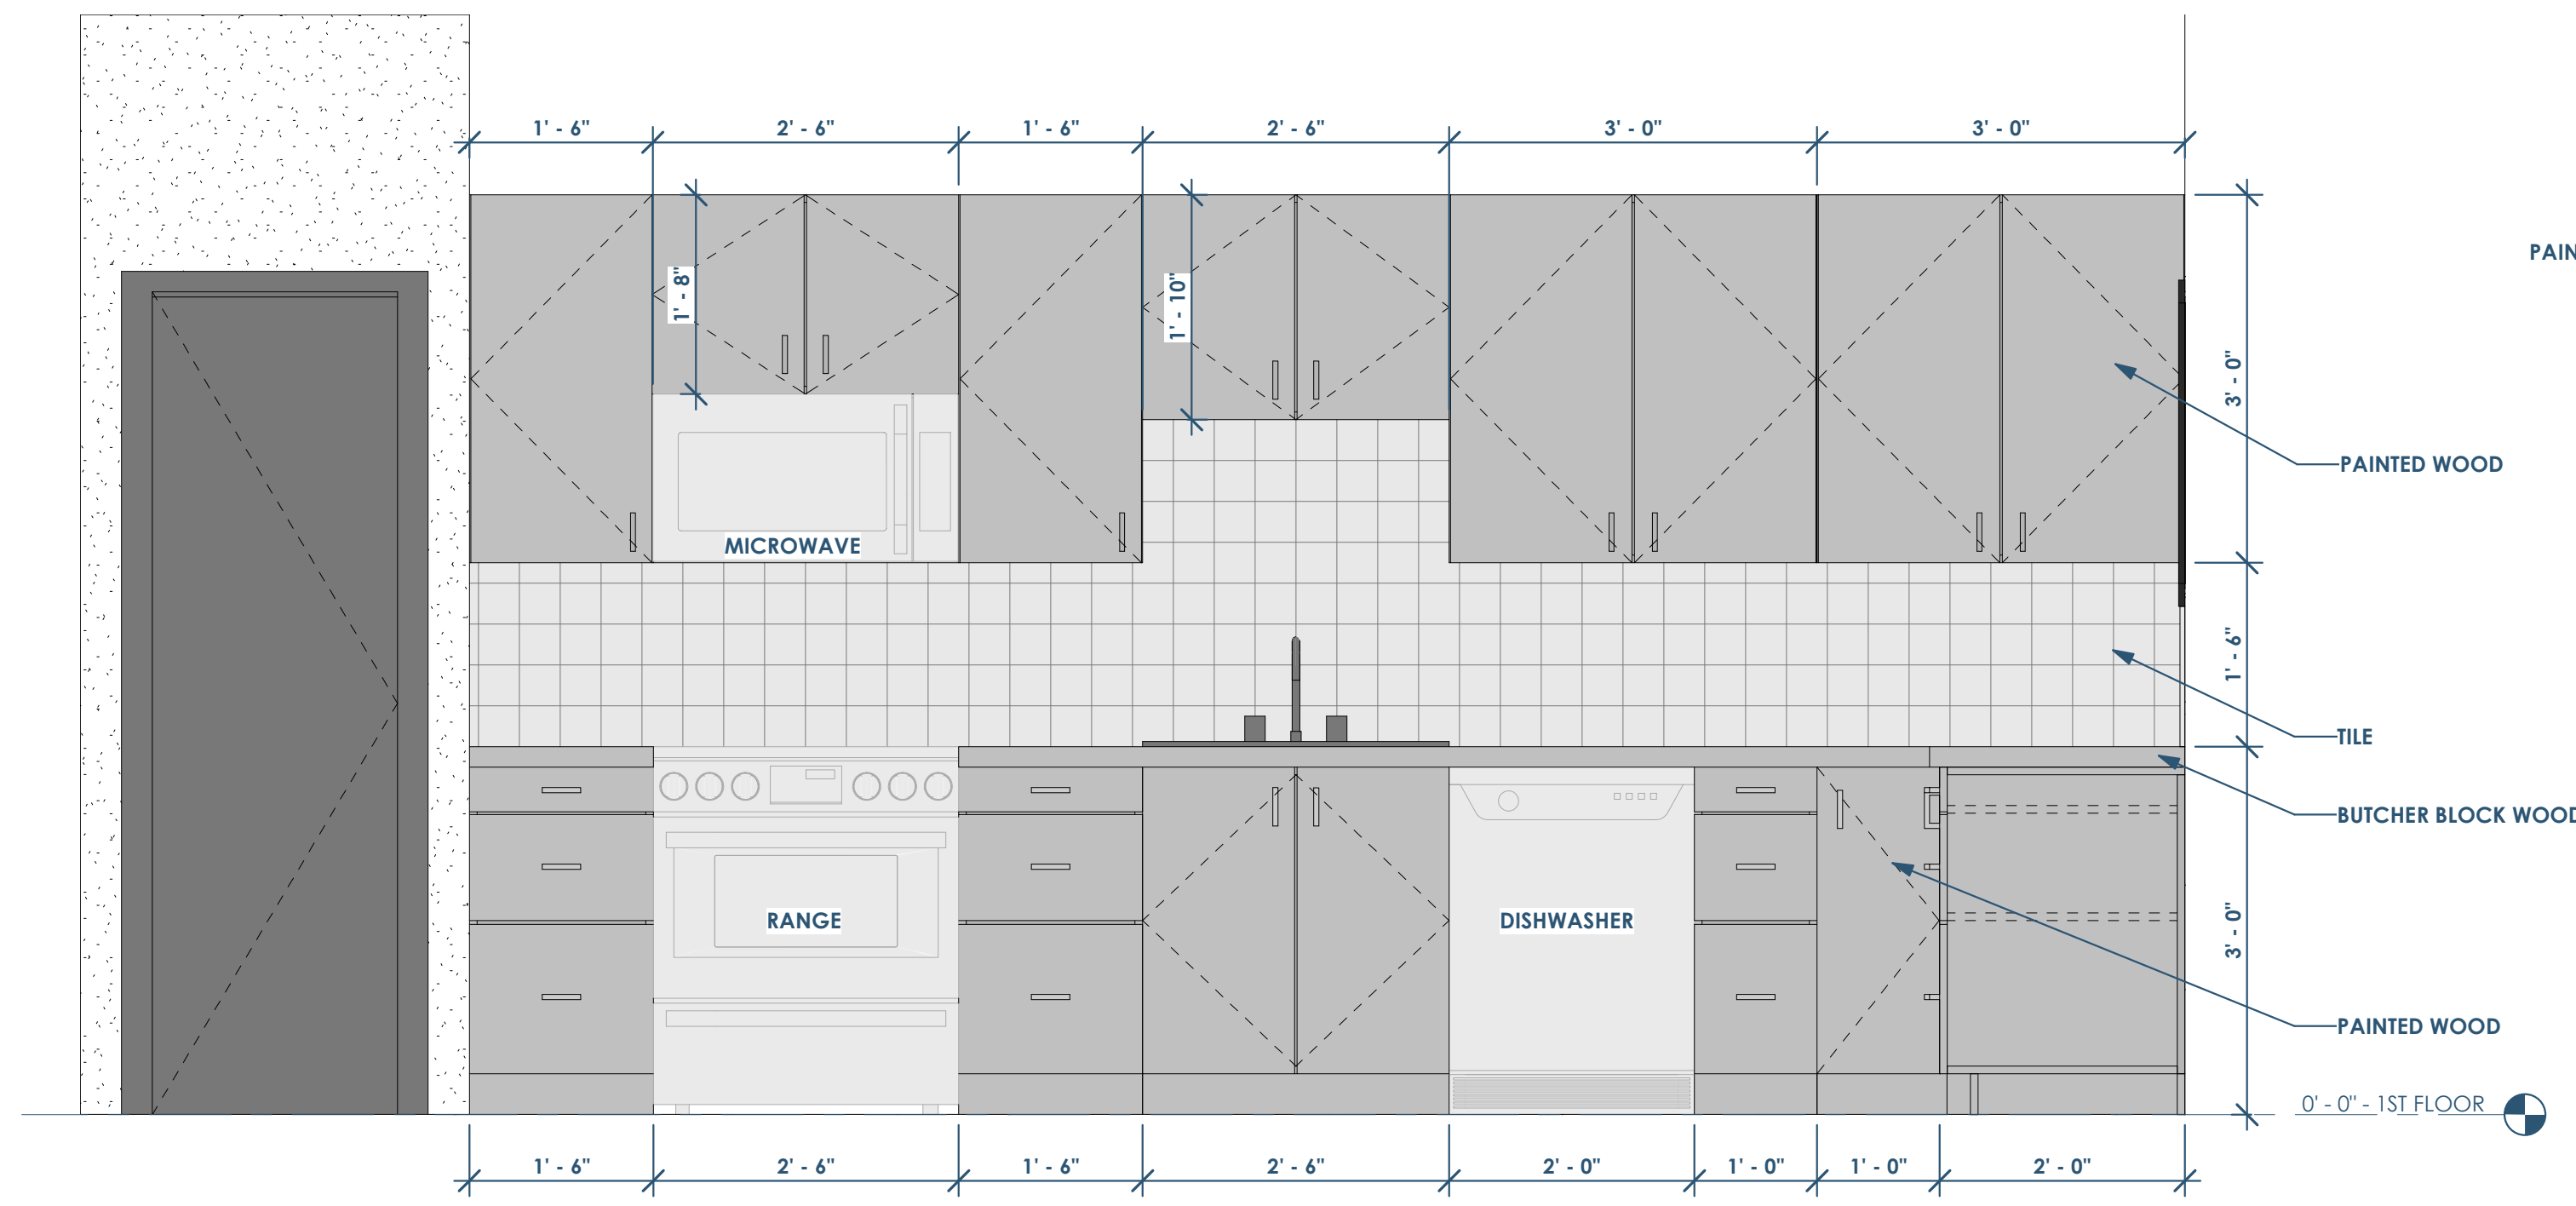 1' - 6" 2' - 6" 1' - 6" 2' - 6" 3' - 0" 3' - 0"
PAIN
1' - 8"
1' - 10"
3' - 0"
PAINTED WOOD
MICROWAVE
1' - 6"
TILE
BUTCHER BLOCK WOOD
RANGE
DISHWASHER
3' - 0"
PAINTED WOOD
0' - 0" - 1ST FLOOR
1' - 6" 2' - 6" 1' - 6" 2' - 6" 2' - 0" 1' - 0" 1' - 0" 2' - 0"